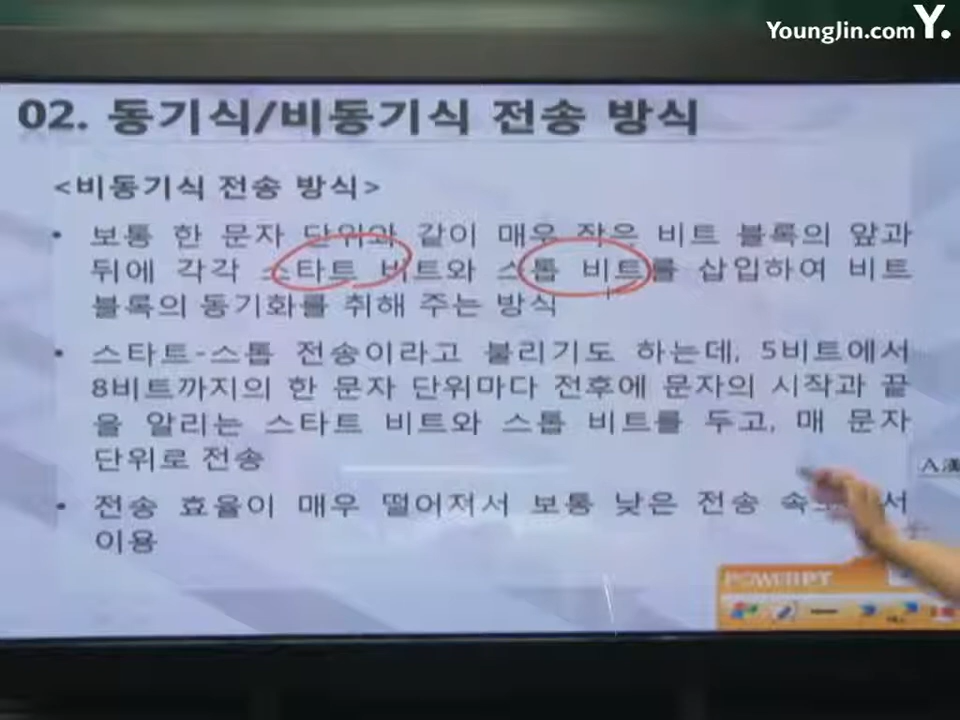 YoungJin.com Y.
02. 동기식/비동기식 전송 방식
<비동기식 전송 방식>
• 보통 한 문자 단위와 같이 매우 작은 비트 블록의 앞과
뒤에 각각 스타트 비트와 스톱 비트를 삽입하여 비트
블록의 동기화를 취해 주는 방식
• 스타트-스톱 전송이라고 불리기도 하는데, 5비트에서
8비트까지의 한 문자 단위마다 전후에 문자의 시작과 끝
을 알리는 스타트 비트와 스톱 비트를 두고, 매 문자
단위로 전송
A漢
• 전송 효율이 매우 떨어져서 보통 낮은 전송
이용
POWERPT